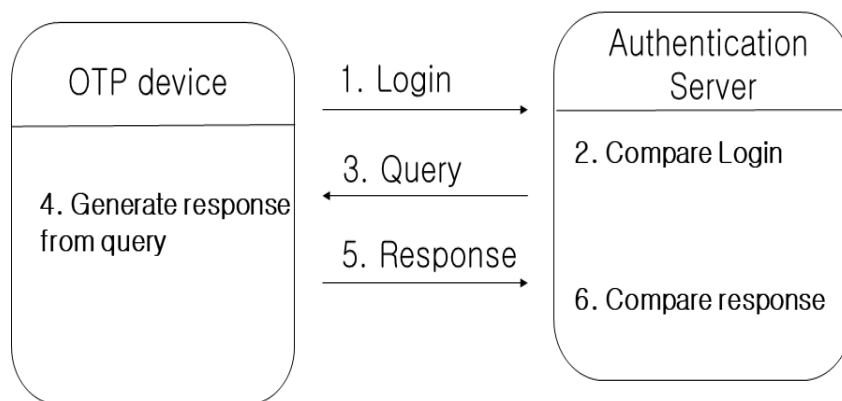 OTP device
1. Login
Authentication
Server
2. Compare Login
3. Query
4. Generate response
from query
5. Response
6. Compare response